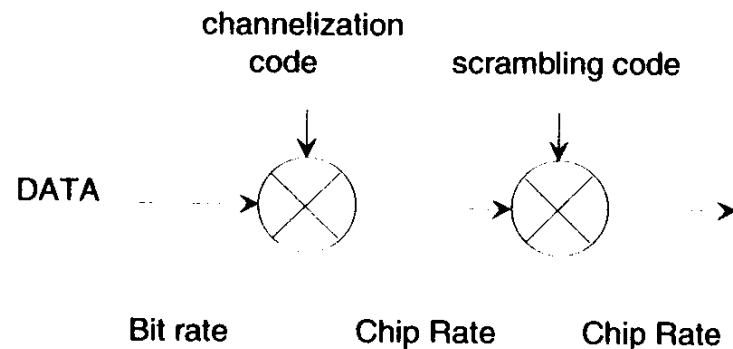 channelization
code
scrambling code
DATA
Bit rate
Chip Rate
Chip Rate